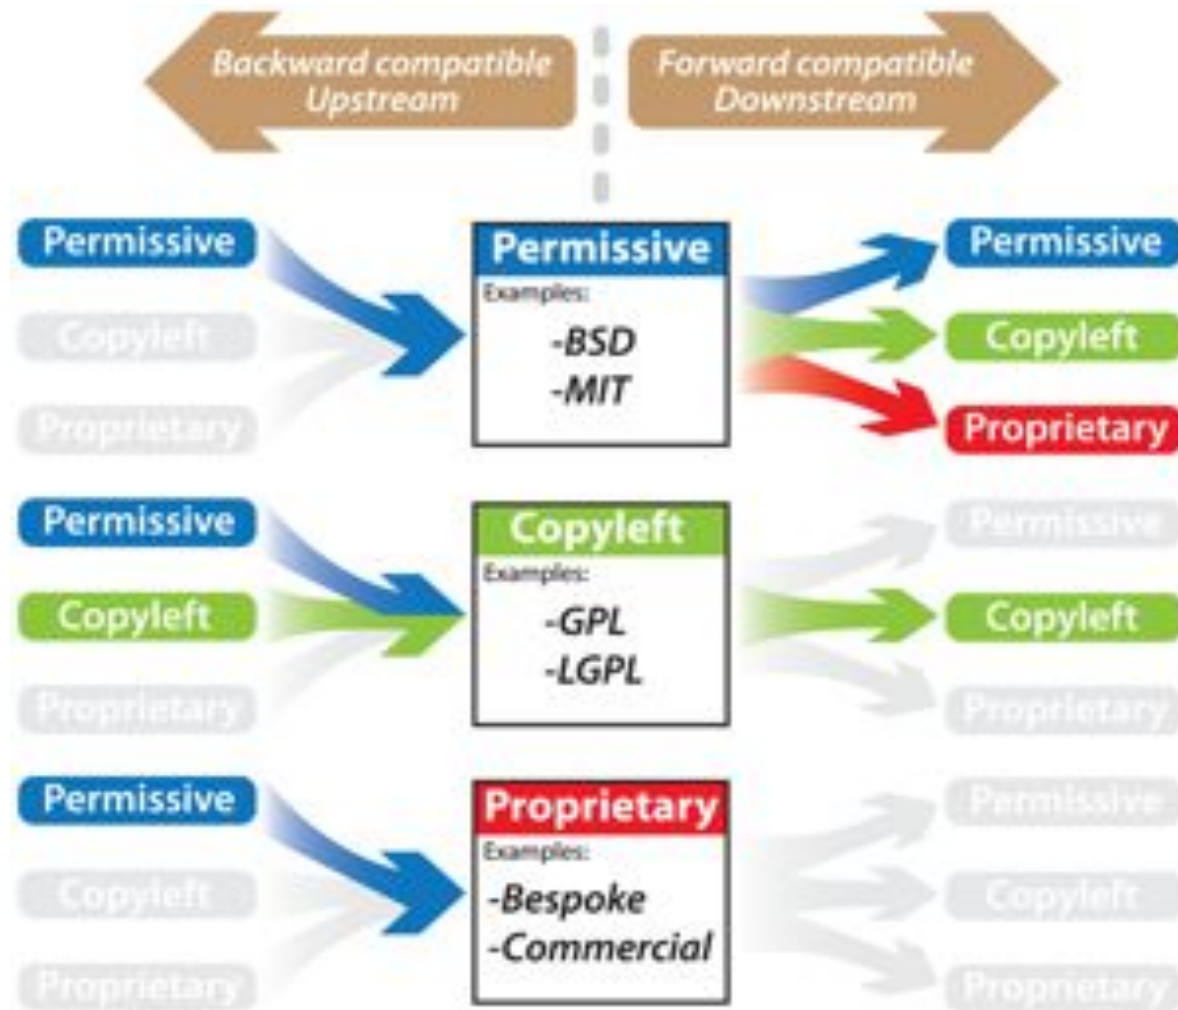 Backward compatible
Upstream
Forward compatible
Downstream
Permissive
Copyleft
Proprietary
Permissive
Examples:
-BSD
-MIT
Permissive
Copyleft
Proprietary
Permissive
Copyleft
Proprietary
Copyleft
Examples:
-GPL
-LGPL
Permissive
Copyleft
Proprietary
Permissive
Copyleft
Proprietary
Proprietary
Examples:
-Bespoke
-Commercial
Permissive
Copyleft
Proprietary